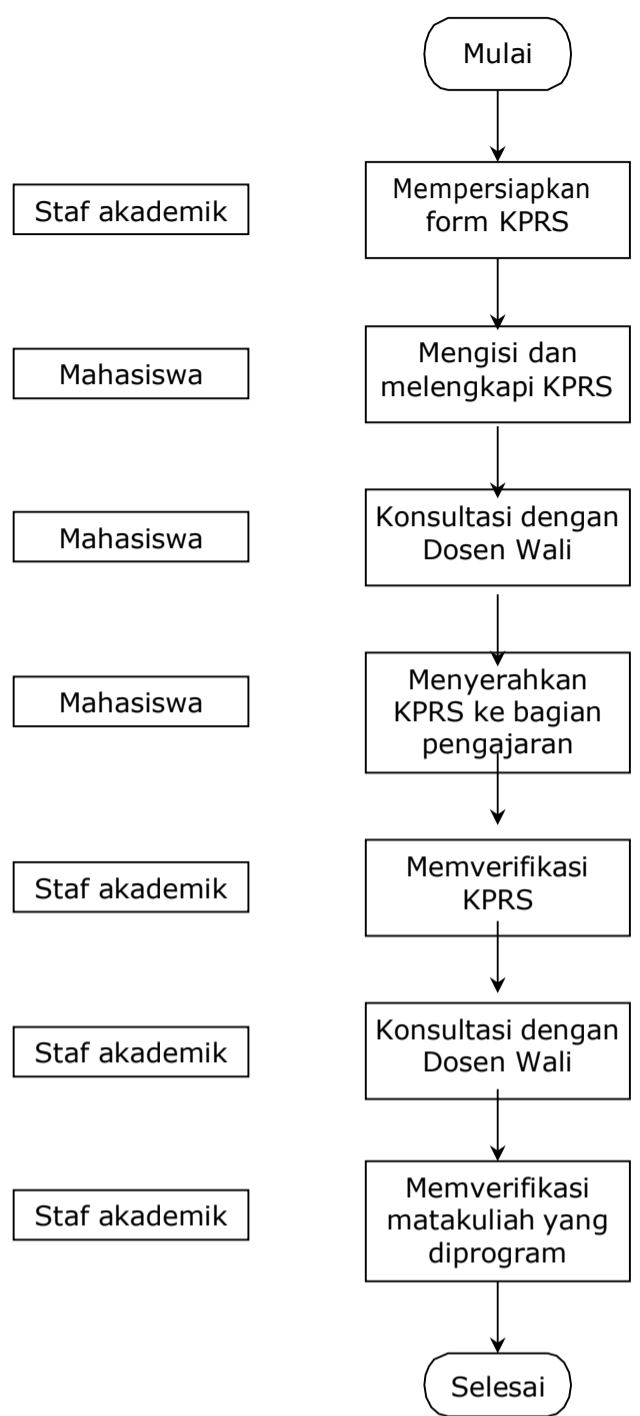 Mulai
Staf akademik
Mempersiapkan
form KPRS
Mahasiswa
Mengisi dan
melengkapi KPRS
Mahasiswa
Konsultasi dengan
Dosen Wali
Mahasiswa
Menyerahkan
KPRS ke bagian
pengajaran
Staf akademik
Memverifikasi
KPRS
Staf akademik
Konsultasi dengan
Dosen Wali
Staf akademik
Memverifikasi
matakuliah yang
diprogram
Selesai